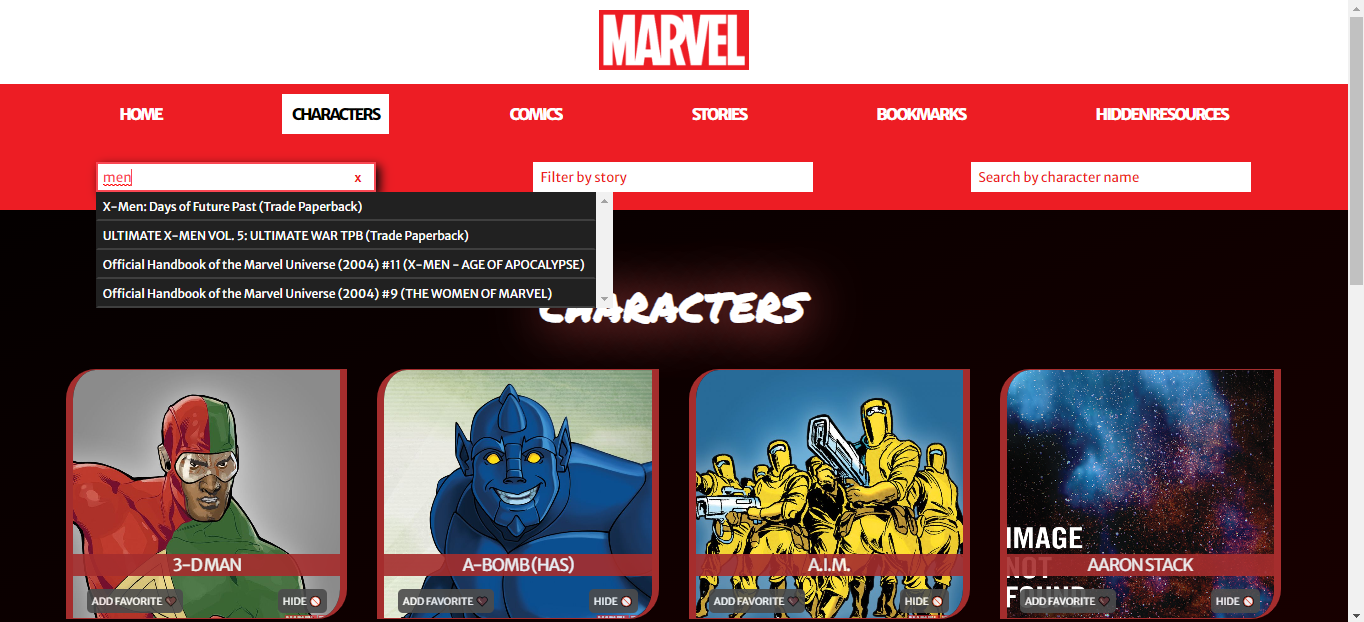 MARVEL
HOME
CHARACTERS
COMICS
STORIES
BOOKMARKS
HIDDENRESOURCES
men
x
Filter by story
Search by character name
X-Men: Days of Future Past (Trade Paperback)
ULTIMATE X-MEN VOL. 5: ULTIMATE WAR TPB (Trade Paperback)
Official Handbook of the Marvel Universe (2004) #11 (X-MEN - AGE OF APOCALYPSE)
Official Handbook of the Marvel Universe (2004) #9 (THE WOMEN OF MARVEL)
CHARACTERS
3-D MAN
ADD FAVORITE
HIDE
A-BOMB (HAS)
ADD FAVORITE
HIDE
A.I.M.
ADD FAVORITE
HIDE
IMAGE
NOT
FOUND
AARON STACK
ADD FAVORITE
HIDE